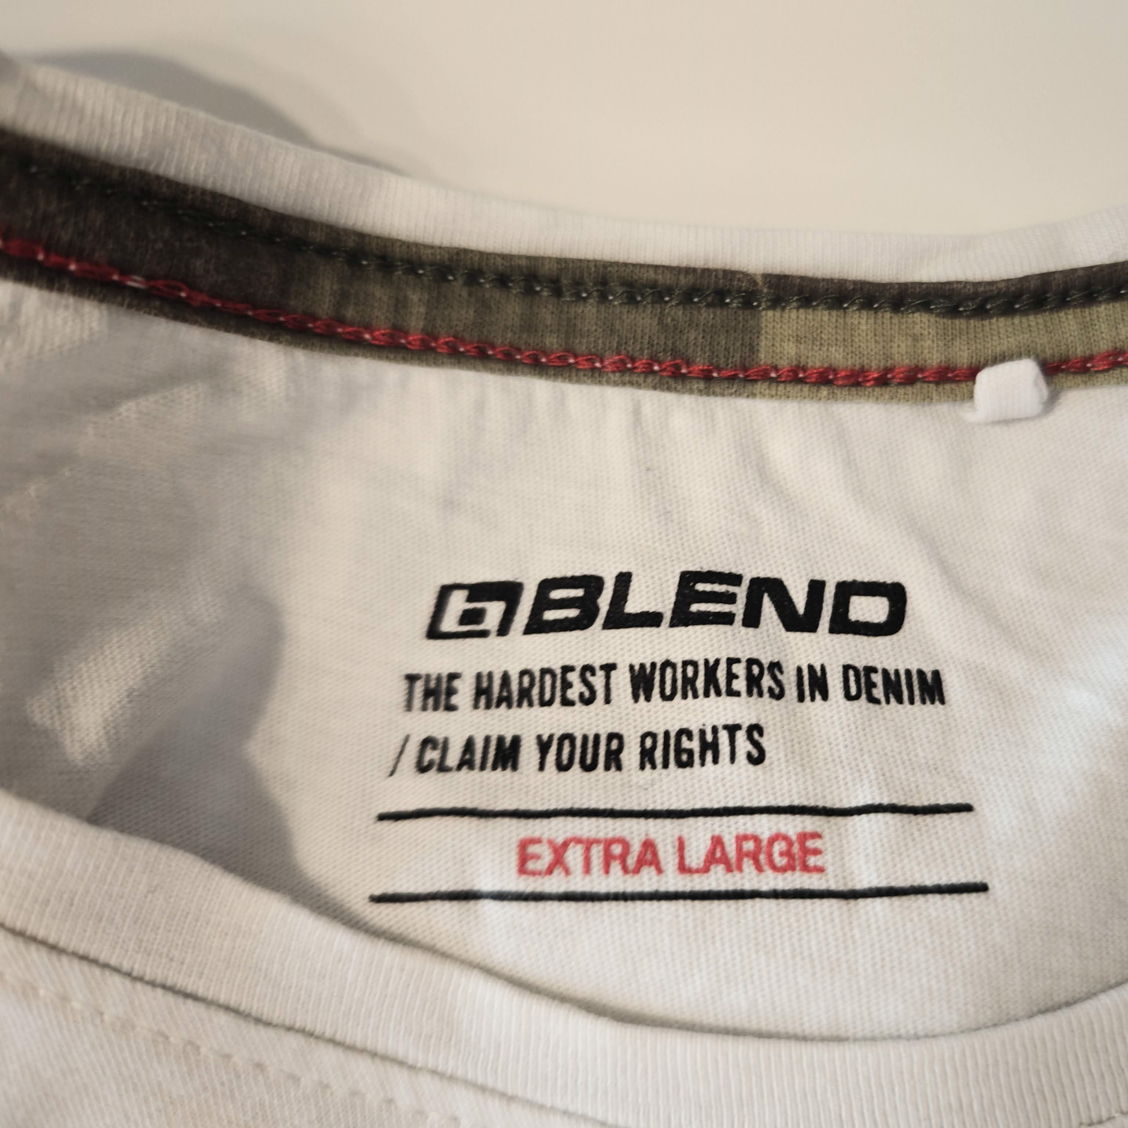 BLEND
THE HARDEST WORKERS IN DENIM
/ CLAIM YOUR RIGHTS
EXTRA LARGE